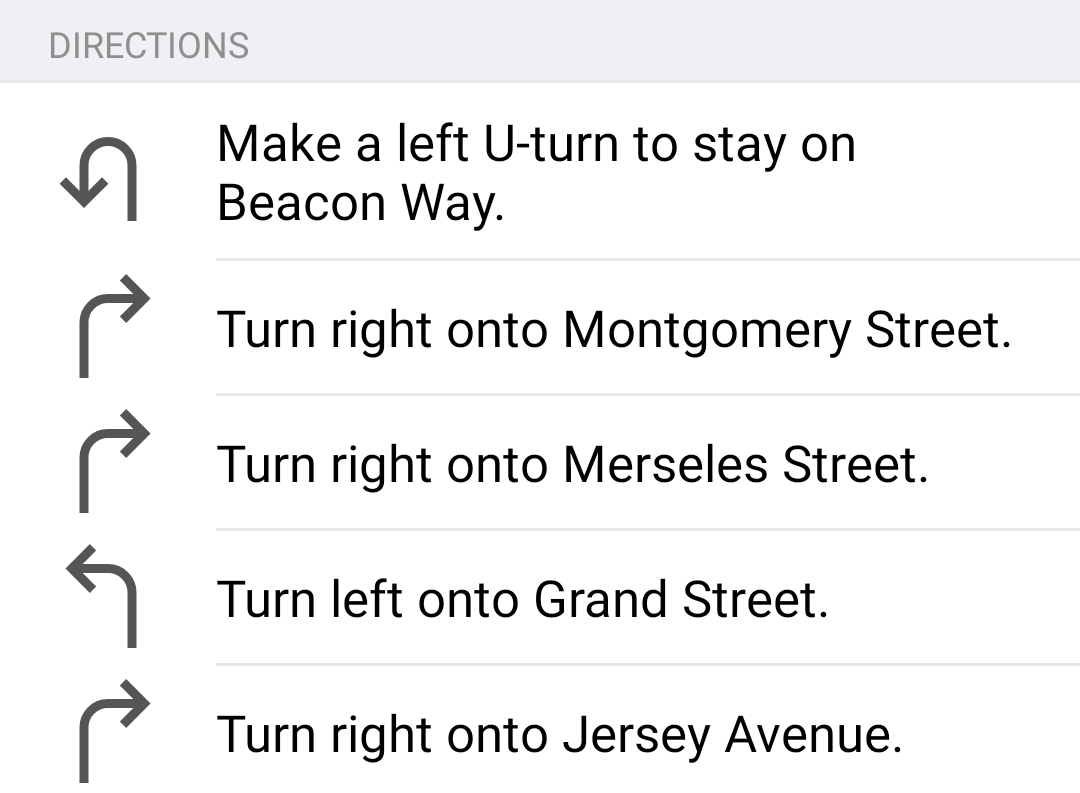 DIRECTIONS
Make a left U-turn to stay on
Beacon Way.
Turn right onto Montgomery Street.
Turn right onto Merseles Street.
Turn left onto Grand Street.
Turn right onto Jersey Avenue.